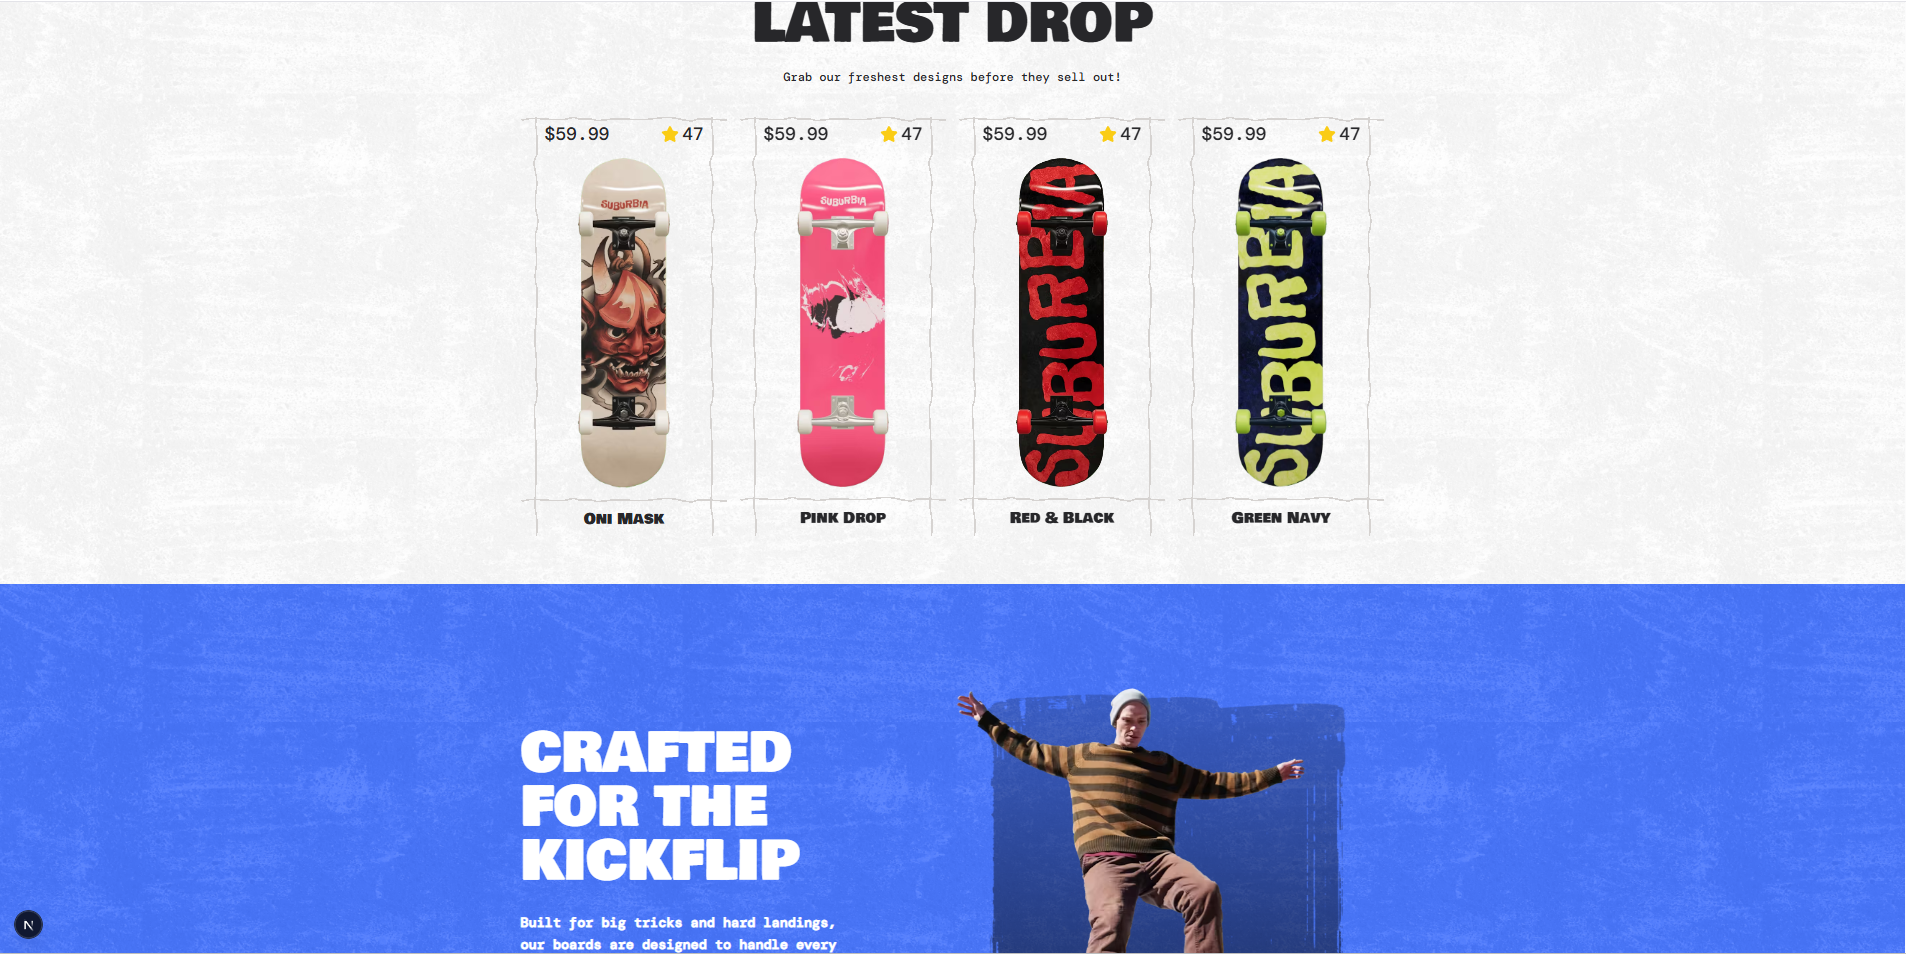 LATEST DROP
Grab our freshest designs before they sell out!
$59.99 47
$59.99 47
$59.99 47
$59.99 47
SUBURBIA
SUBURBIA
SUBURBIA
SUBURBIA
ONI MASK
PINK DROP
RED & BLACK
GREEN NAVY
CRAFTED
FOR THE
KICKFLIP
Built for big tricks and hard landings,
our boards are designed to handle every
N